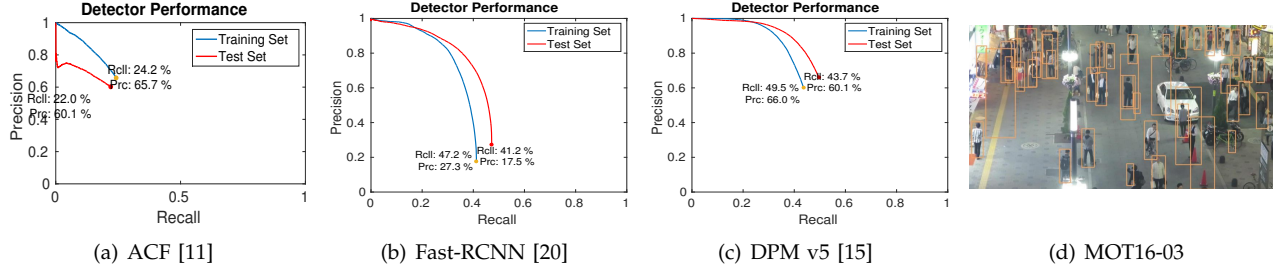 Detector Performance
1
0.8
0.6
0.4
0.2
0
Precision
0
0.5
1
Recall
Training Set
Test Set
Rcll: 24.2 %
Prc: 65.7 %
Rcll: 22.0 %
Prc: 60.1 %
(a) ACF [11]
Detector Performance
1
0.8
0.6
0.4
0.2
0
Precision
0
0.2
0.4
0.6
0.8
1
Recall
Training Set
Test Set
Rcll: 47.2 %
Prc: 27.3 %
Rcll: 41.2 %
Prc: 17.5 %
(b) Fast-RCNN [20]
Detector Performance
1
0.8
0.6
0.4
0.2
0
Precision
0
0.2
0.4
0.6
0.8
1
Recall
Training Set
Test Set
Rcll: 49.5 %
Prc: 66.0 %
Rcll: 43.7 %
Prc: 60.1 %
(c) DPM v5 [15]
(d) MOT16-03